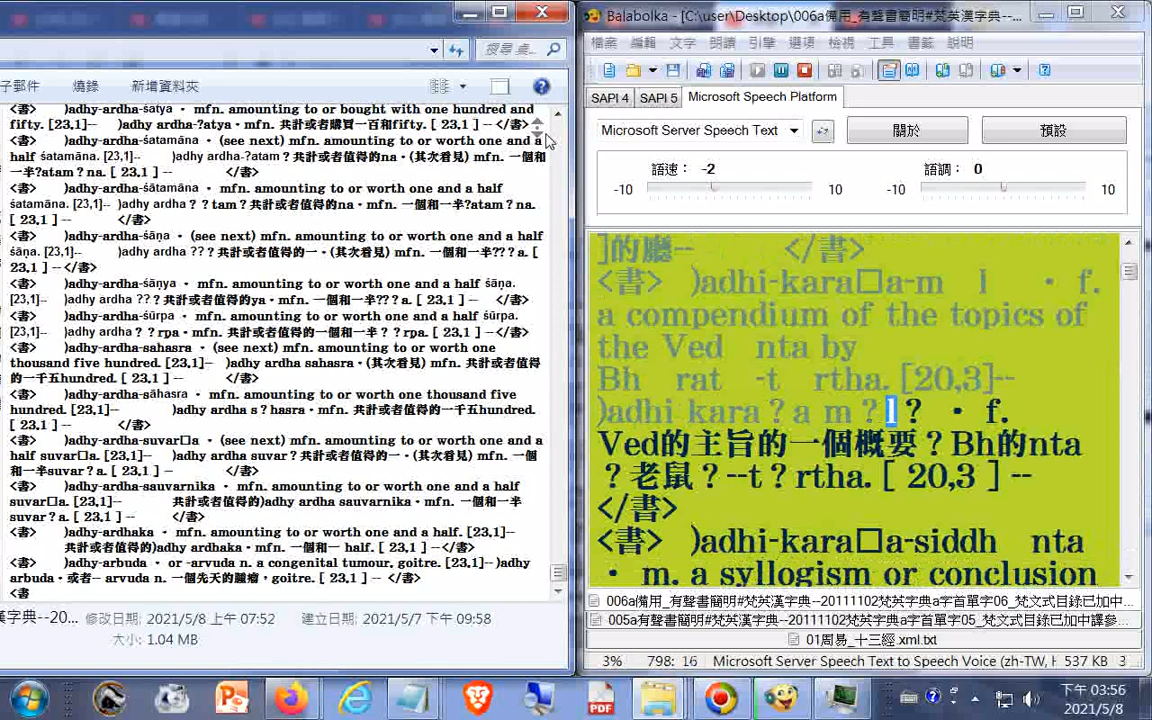 子郵件 燒錄 新增資料夾
搜尋 桌...
<書> )adhy-ardha-śatya・mfn. amounting to or bought with one hundred and
fifty. [23,1]-- )adhy ardha-?atya・mfn. 共計或者購買一百和fifty. [ 23,1 ]--</書>
<書> )adhy-ardha-śatamāna・(see next) mfn. amounting to or worth one and a
half śatamāna. [23,1]-- )adhy ardha-?atam？共計或者值得的na・(其次看見) mfn. 一個和
一半?atam？na. [ 23,1 ]-- </書>
<書> )adhy-ardha-śātamāna・mfn. amounting to or worth one and a half
śatamāna. [23,1]-- )adhy ardha？？tam？共計或者值得的na・mfn. 一個和一半?atam？na.
[ 23,1 ]-- </書>
<書> )adhy-ardha-śāṇa・(see next) mfn. amounting to or worth one and a half
śāṇa. [23,1]-- )adhy ardha ??？共計或者值得的一・(其次看見) mfn. 一個和一半???a. [
23,1 ]--</書>
<書> )adhy-ardha-śāṇya・mfn. amounting to or worth one and a half śāṇa.
[23,1]-- )adhy ardha ??？共計或者值得的ya・mfn. 一個和一半???a. [ 23,1 ]--</書>
<書> )adhy-ardha-śūrpa・mfn. amounting to or worth one and a half śūrpa.
[23,1]-- )adhy ardha？？rpa・mfn. 共計或者值得的一個和一半？？rpa. [ 23,1 ]--</書>
<書> )adhy-ardha-sahasra・(see next) mfn. amounting to or worth one
thousand five hundred. [23,1]-- )adhy ardha sahasra・(其次看見) mfn. 共計或者值得
的一千五hundred. [ 23,1 ]-- </書>
<書> )adhy-ardha-sāhasra・mfn. amounting to or worth one thousand five
hundred. [23,1]-- )adhy ardha s？hasra・mfn. 共計或者值得的一千五hundred.
[ 23,1 ]-- </書>
<書> )adhy-ardha-suvar□a・(see next) mfn. amounting to or worth one and a
half suvar□a. [23,1]-- )adhy ardha suvar？共計或者值得的一・(其次看見) mfn. 一個
和一半suvar？a. [ 23,1 ]-- </書>
<書> )adhy-ardha-sauvarnika・mfn. amounting to or worth one and a half
suvar□a. [23,1]-- 共計或者值得的)adhy ardha sauvarnika・mfn. 一個和一半
suvar？a. [ 23,1 ]-- </書>
<書> )adhy-ardhaka・mfn. amounting to or worth one and a half. [23,1]--
共計或者值得的)adhy ardhaka・mfn. 一個和一 half. [ 23,1 ]--</書>
<書> )adhy-arbuda・or -arvuda n. a congenital tumour, goitre. [23,1]--)adhy
arbuda・或者-- arvuda n. 一個先天的腫瘤，goitre. [ 23,1 ]--</書>
<書
漢字典--20... 修改日期: 2021/5/8 上午 07:52 建立日期: 2021/5/7 下午 09:58
大小: 1.04 MB
Balabolka - [C:\user\Desktop\006a備用_有聲書簡明#梵英漢字典--...
檔案 編輯 文字 朗讀 引擎 選項 檢視 工具 書籤 說明
SAPI 4 SAPI 5 Microsoft Speech Platform
Microsoft Server Speech Text 關於 預設
語速: -2 語調: 0
-10 10 -10 10
]的廳-- </書>
<書> )adhi-kara□a-m l ・f.
a compendium of the topics of
the Ved nta by
Bh rat -t rtha. [20,3]--
)adhi kara？a m？l？ ・f.
Ved的主旨的一個概要？Bh的nta
？老鼠？--t？rtha. [ 20,3 ]--
</書>
<書> )adhi-kara□a-siddh nta
・m. a syllogism or conclusion
006a備用_有聲書簡明#梵英漢字典--20111102梵英字典a字首單字06_梵文式目錄已加中...
005a有聲書簡明#梵英漢字典--20111102梵英字典a字首單字05_梵文式目錄已加中譯參...
01周易_十三經.xml.txt
3% 798: 16 Microsoft Server Speech Text to Speech Voice (zh-TW, H 537 KB 3
PDF
下午 03:56
2021/5/8